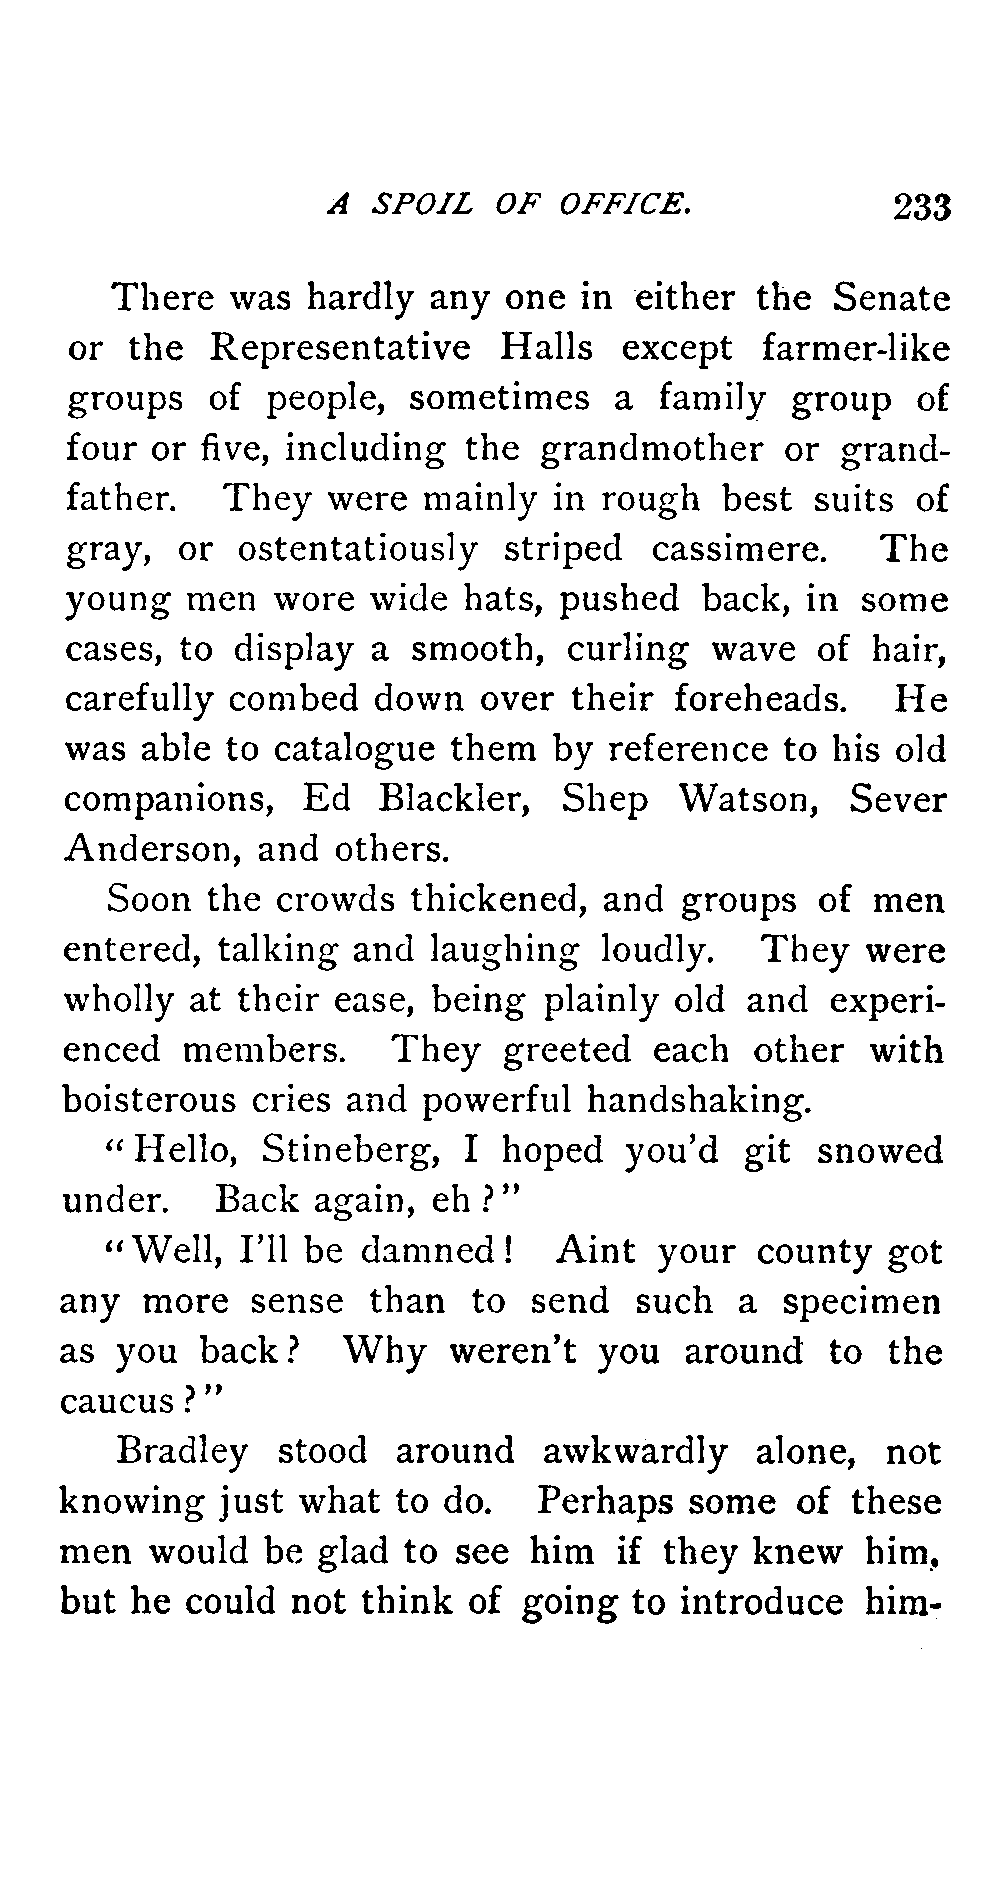 A SPOIL OF OFFICE. 233
There was hardly any one in either the Senate
or the Representative Halls except farmer-like
groups of people, sometimes a family group of
four or five, including the grandmother or grand-
father. They were mainly in rough best suits of
gray, or ostentatiously striped cassimere. The
young men wore wide hats, pushed back, in some
cases, to display a smooth, curling wave of hair,
carefully combed down over their foreheads. He
was able to catalogue them by reference to his old
companions, Ed Blackler, Shep Watson, Sever
Anderson, and others.
Soon the crowds thickened, and groups of men
entered, talking and laughing loudly. They were
wholly at their ease, being plainly old and experi-
enced members. They greeted each other with
boisterous cries and powerful handshaking.
“Hello, Stineberg, I hoped you’d git snowed
under. Back again, eh?”
“Well, I’ll be damned! Aint your county got
any more sense than to send such a specimen
as you back? Why weren’t you around to the
caucus?”
Bradley stood around awkwardly alone, not
knowing just what to do. Perhaps some of these
men would be glad to see him if they knew him,
but he could not think of going to introduce him-